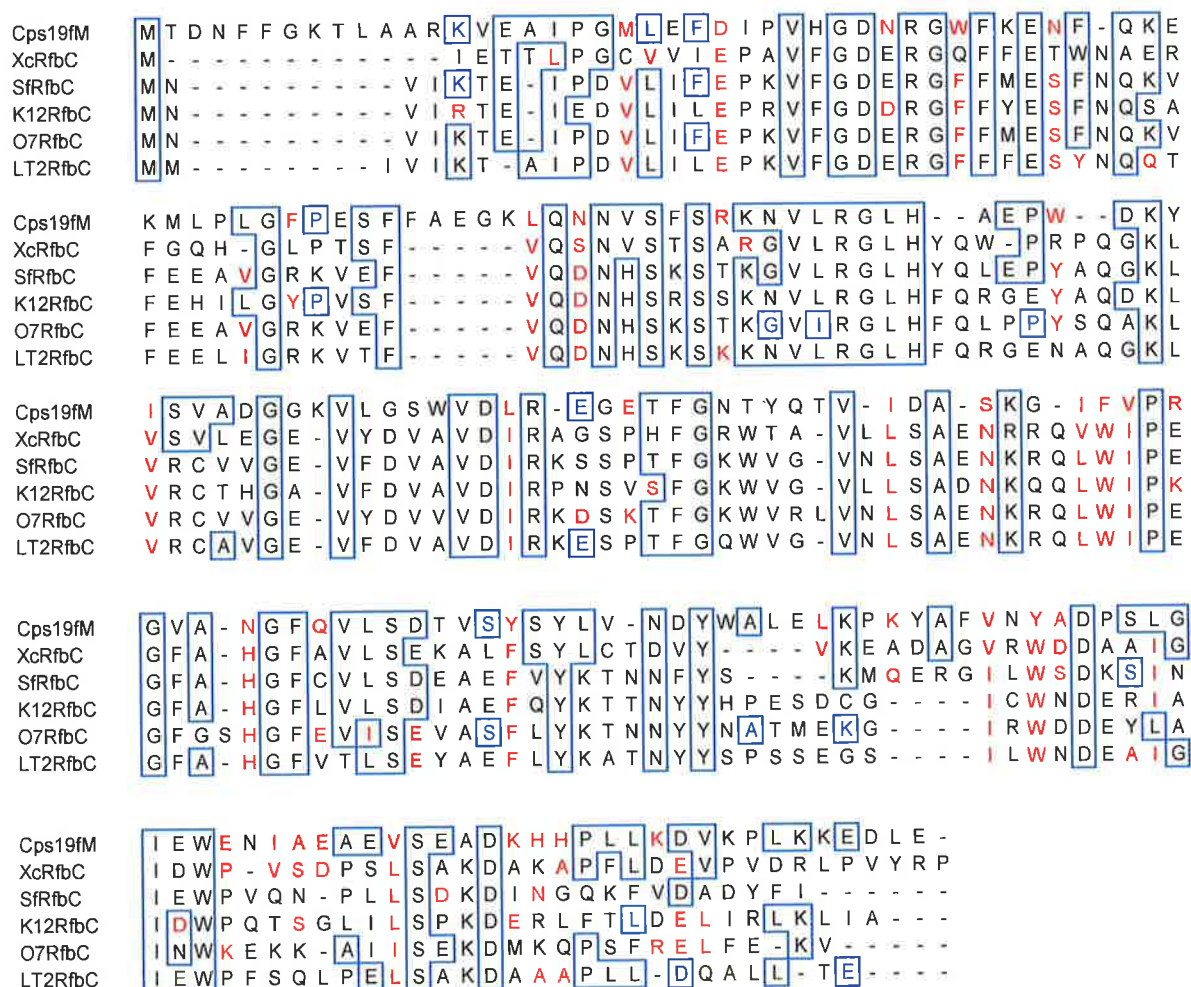 Cps19fM M T D N F F G K T L A A R K V E A I P G M L E F D I P V H G D N R G W F K E N F - Q K E
XcRfbC M - - - - - - - - - - - - I E T T L P G C V V I E P A V F G D E R G Q F F E T W N A E R
SfRfbC M N - - - - - - - - - V I K T E - I P D V L I F E P K V F G D E R G F F M E S F N Q K V
K12RfbC M N - - - - - - - - - V I R T E - I E D V L I L E P R V F G D D R G F F Y E S F N Q S A
O7RfbC M N - - - - - - - - - V I K T E - I P D V L I F E P K V F G D E R G F F M E S F N Q K V
LT2RfbC M M - - - - - - - - I V I K T - A I P D V L I L E P K V F G D E R G F F F E S Y N Q Q T
Cps19fM K M L P L G F P E S F F A E G K L Q N N V S F S R K N V L R G L H - - A E P W - - D K Y
XcRfbC F G Q H - G L P T S F - - - - - V Q S N V S T S A R G V L R G L H Y Q W - P R P Q G K L
SfRfbC F E E A V G R K V E F - - - - - V Q D N H S K S T K G V L R G L H Y Q L E P Y A Q G K L
K12RfbC F E H I L G Y P V S F - - - - - V Q D N H S R S S K N V L R G L H F Q R G E Y A Q D K L
O7RfbC F E E A V G R K V E F - - - - - V Q D N H S K S T K G V I R G L H F Q L P P Y S Q A K L
LT2RfbC F E E L I G R K V T F - - - - - V Q D N H S K S K K N V L R G L H F Q R G E N A Q G K L
Cps19fM I S V A D G G K V L G S W V D L R - E G E T F G N T Y Q T V - I D A - S K G - I F V P R
XcRfbC V S V L E G E - V Y D V A V D I R A G S P H F G R W T A - V L L S A E N R R Q V W I P E
SfRfbC V R C V V G E - V F D V A V D I R K S S P T F G K W V G - V N L S A E N K R Q L W I P E
K12RfbC V R C T H G A - V F D V A V D I R P N S V S F G K W V G - V L L S A D N K Q Q L W I P K
O7RfbC V R C V V G E - V Y D V V V D I R K D S K T F G K W V R L V N L S A E N K R Q L W I P E
LT2RfbC V R C A V G E - V F D V A V D I R K E S P T F G Q W V G - V N L S A E N K R Q L W I P E
Cps19fM G V A - N G F Q V L S D T V S Y S Y L V - N D Y W A L E L K P K Y A F V N Y A D P S L G
XcRfbC G F A - H G F A V L S E K A L F S Y L C T D V Y - - - - V K E A D A G V R W D D A A I G
SfRfbC G F A - H G F C V L S D E A E F V Y K T N N F Y S - - - - K M Q E R G I L W S D K S I N
K12RfbC G F A - H G F L V L S D I A E F Q Y K T T N Y Y H P E S D C G - - - - I C W N D E R I A
O7RfbC G F G S H G F E V I S E V A S F L Y K T N N Y Y N A T M E K G - - - - I R W D D E Y L A
LT2RfbC G F A - H G F V T L S E Y A E F L Y K A T N Y Y S P S S E G S - - - - I L W N D E A I G
Cps19fM I E W E N I A E A E V S E A D K H H P L L K D V K P L K K E D L E -
XcRfbC I D W P - V S D P S L S A K D A K A P F L D E V P V D R L P V Y R P
SfRfbC I E W P V Q N - P L L S D K D I N G Q K F V D A D Y F I - - - - - -
K12RfbC I D W P Q T S G L I L S P K D E R L F T L D E L I R L K L I A - - -
O7RfbC I N W K E K K - A I I S E K D M K Q P S F R E L F E - K V - - - - -
LT2RfbC I E W P F S Q L P E L S A K D A A A P L L - D Q A L L - T E - - - -